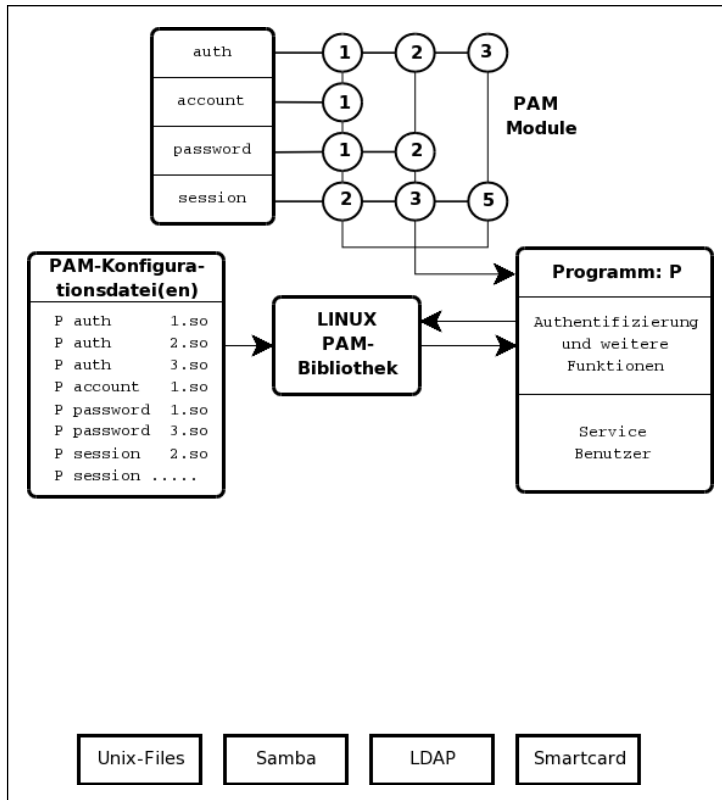 auth 1 2 3
account 1
password 1 2
session 2 3 5
PAM
Module
PAM-Konfigura-
tionsdatei(en)
P auth 1.so
P auth 2.so
P auth 3.so
P account 1.so
P password 1.so
P password 3.so
P session 2.so
P session .....
LINUX
PAM-
Bibliothek
Programm: P
Authentifizierung
und weitere
Funktionen
Service
Benutzer
Unix-Files
Samba
LDAP
Smartcard